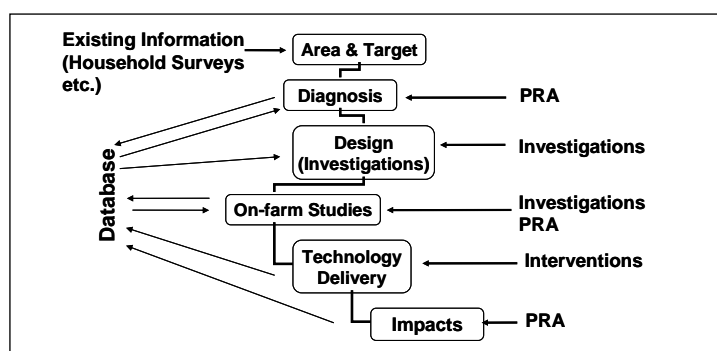 Existing Information
(Household Surveys
etc.)
Area & Target
Diagnosis
PRA
Design
(Investigations)
Investigations
Database
On-farm Studies
Investigations
PRA
Technology
Delivery
Interventions
Impacts
PRA